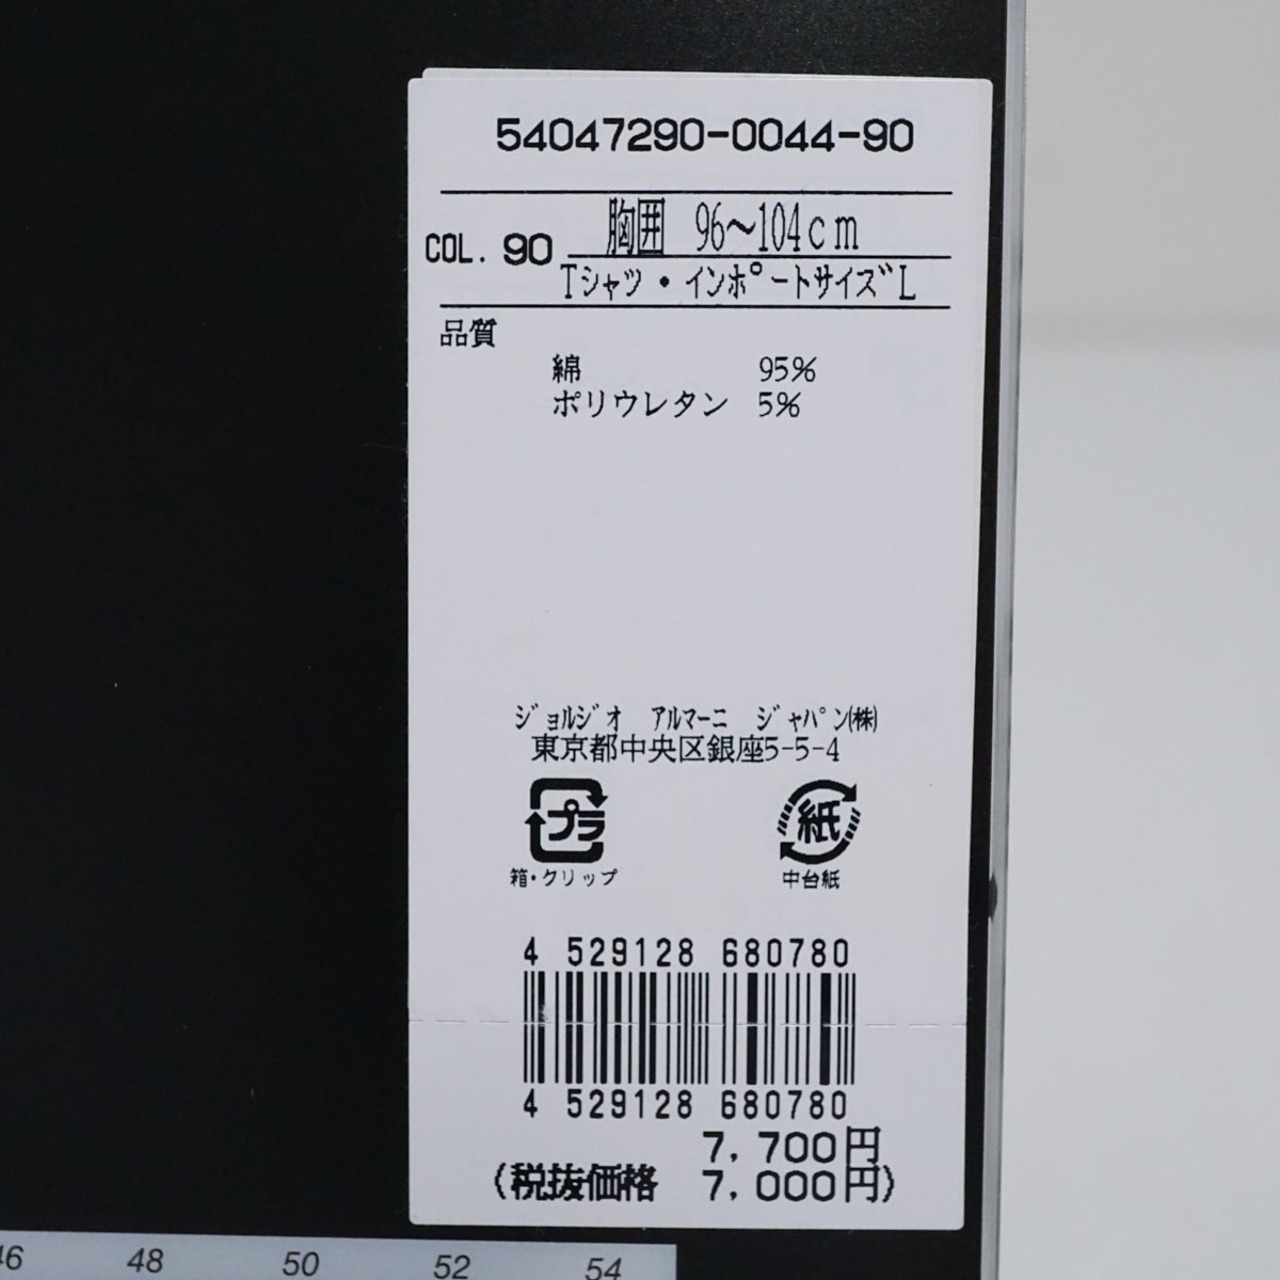 54047290-0044-90
胸囲 96～104cm
COL. 90
Tシャツ・インポートサイズL
品質
綿 95%
ポリウレタン 5%
ジョルジオ アルマーニ ジャパン(株)
東京都中央区銀座5-5-4
プラ 紙
箱・クリップ 中台紙
4 529128 680780
4 529128 680780
7,700円
(税抜価格 7,000円)
46 48 50 52 54